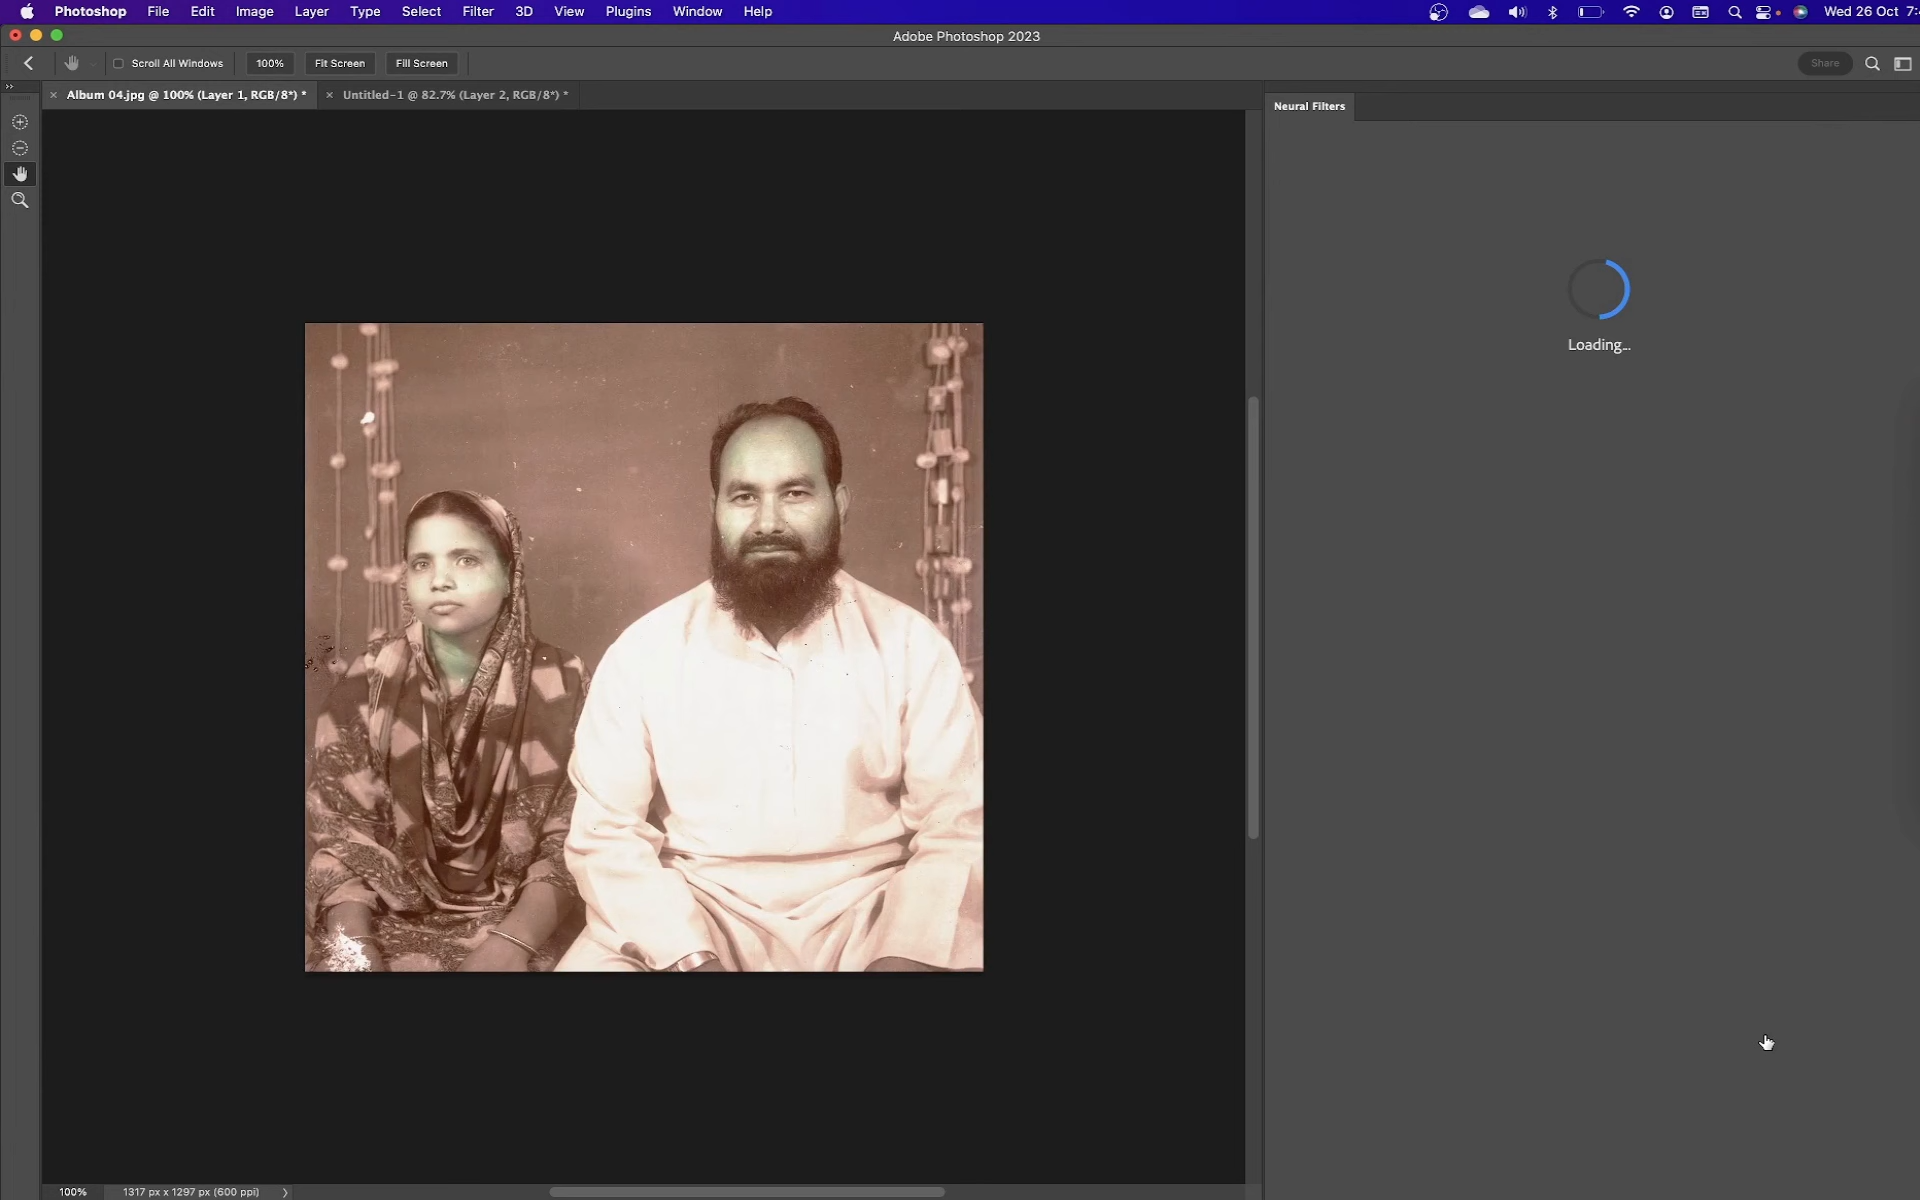 Photoshop File Edit Image Layer Type Select Filter 3D View Plugins Window Help Wed 26 Oct 7:
Adobe Photoshop 2023
Scroll All Windows 100% Fit Screen Fill Screen Share
Album 04.jpg @ 100% (Layer 1, RGB/8*) * Untitled-1 @ 82.7% (Layer 2, RGB/8*) *
Neural Filters
Loading...
100% 1317 px x 1297 px (600 ppi)